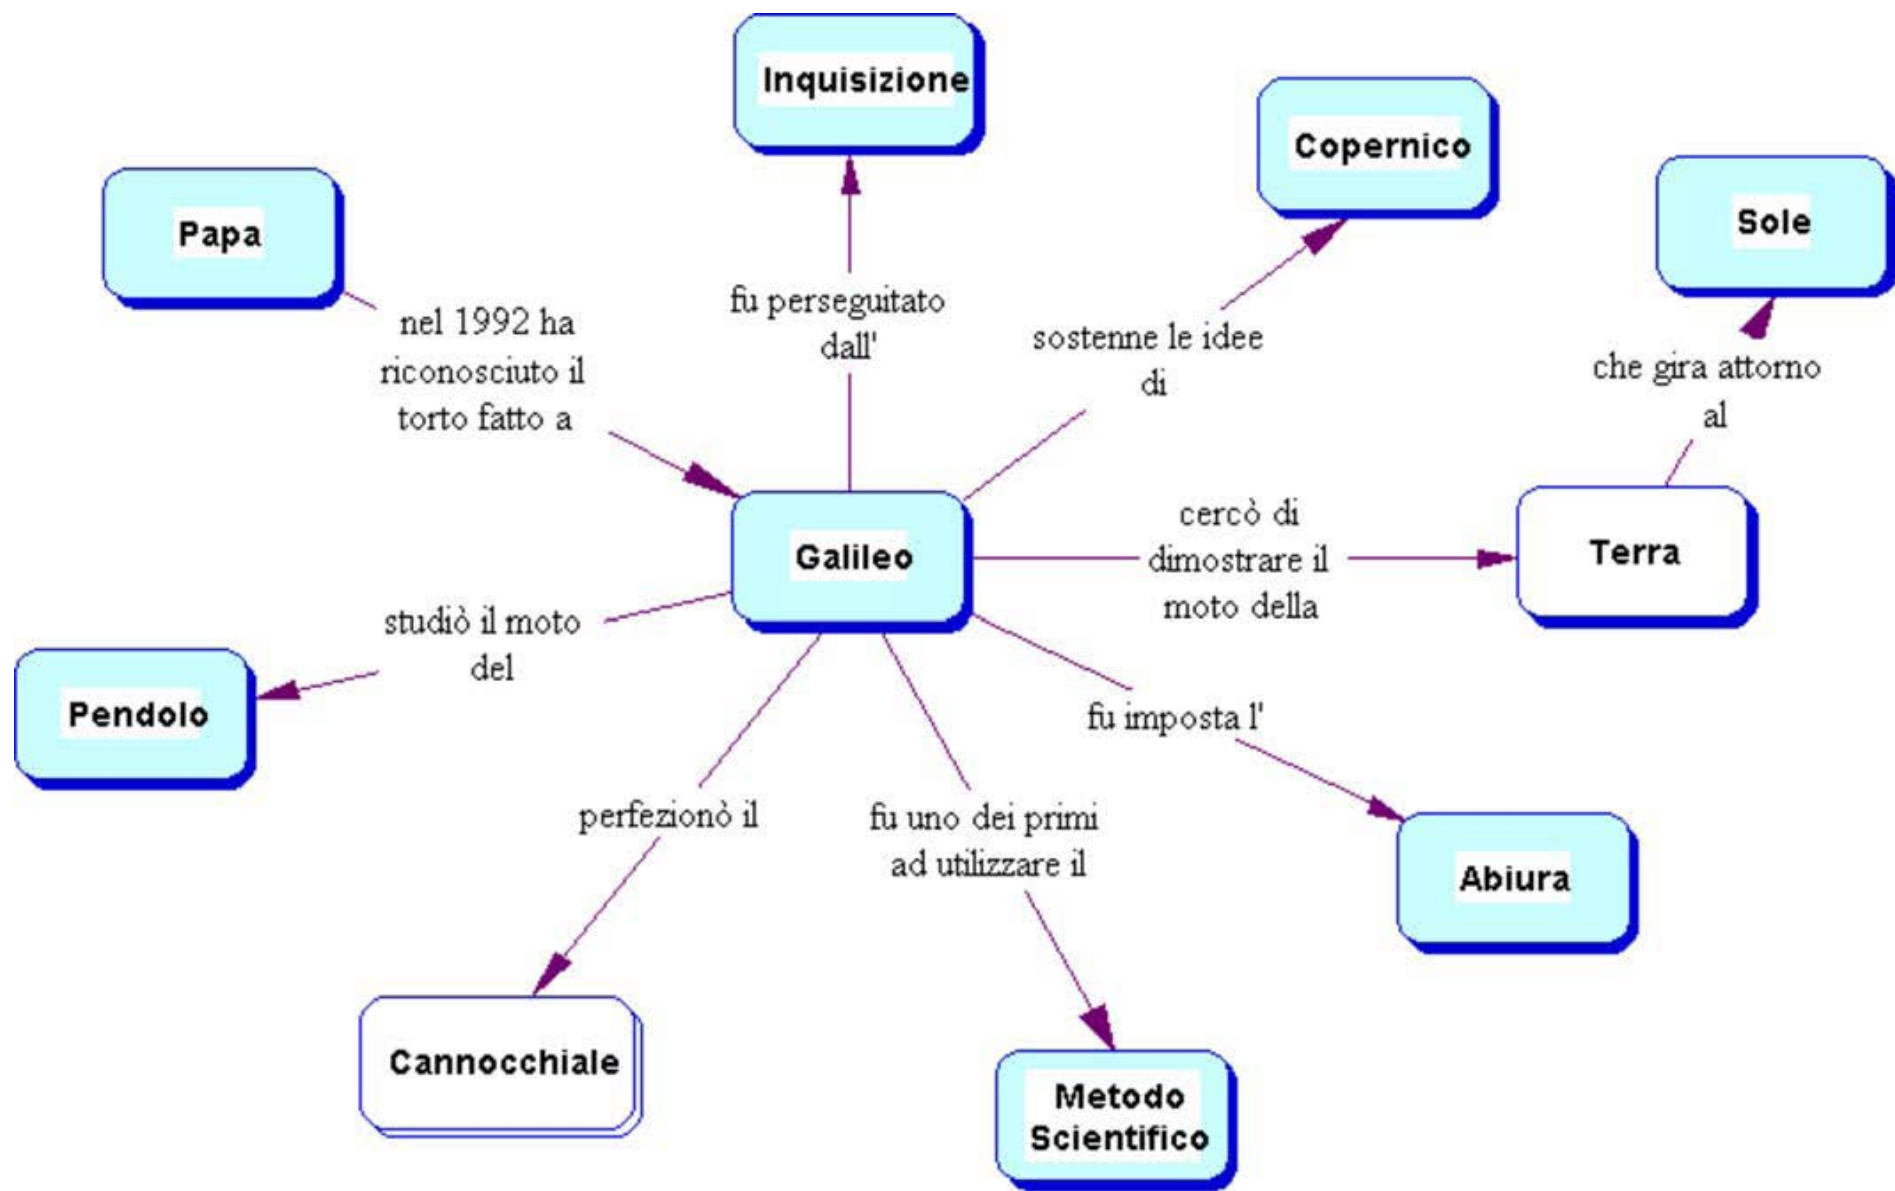 Inquisizione
Copernico
Sole
Papa
nel 1992 ha
riconosciuto il
torto fatto a
fu perseguitato
dall'
sostenne le idee
di
che gira attorno
al
Galileo
cercò di
dimostrare il
moto della
Terra
studiò il moto
del
Pendolo
fu imposta l'
perfezionò il
fu uno dei primi
ad utilizzare il
Abiura
Cannocchiale
Metodo
Scientifico